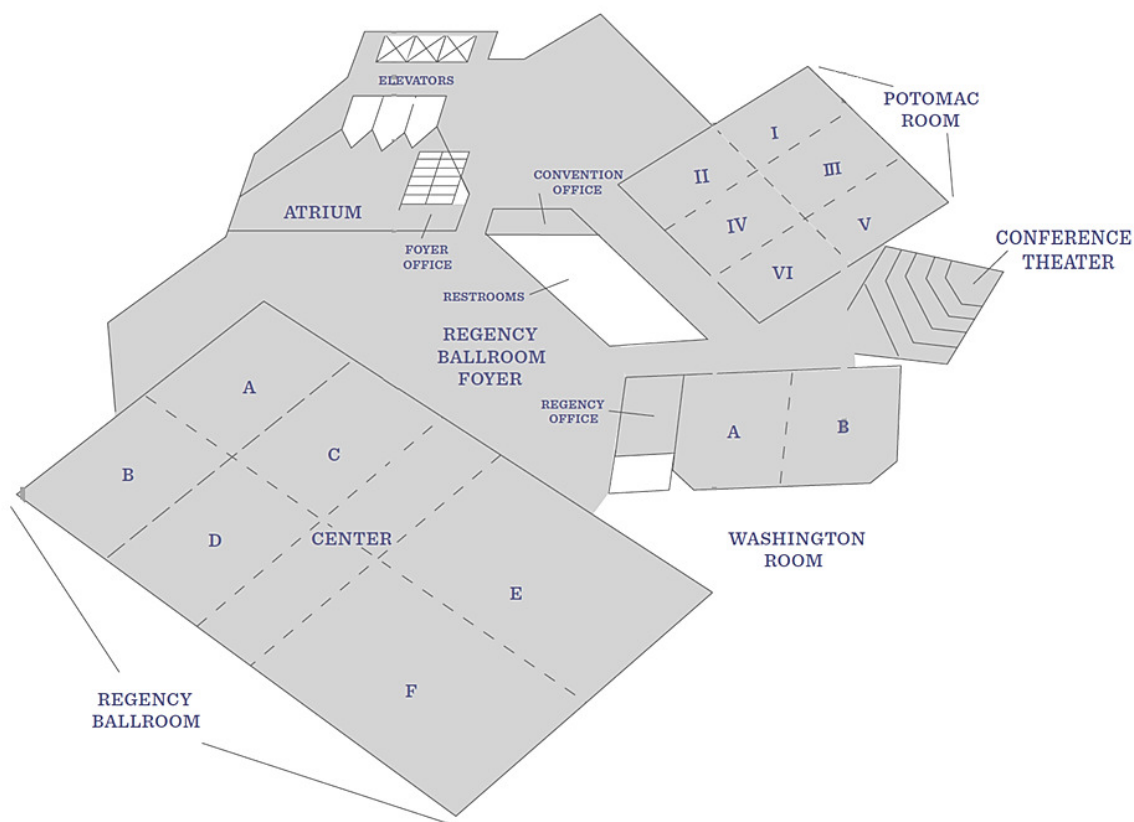 ELEVATORS
POTOMAC
ROOM
I
II
III
CONVENTION
OFFICE
ATRIUM
IV
V
FOYER
OFFICE
CONFERENCE
THEATER
VI
RESTROOMS
REGENCY
BALLROOM
FOYER
A
REGENCY
OFFICE
A
B
C
B
D
CENTER
WASHINGTON
ROOM
E
F
REGENCY
BALLROOM